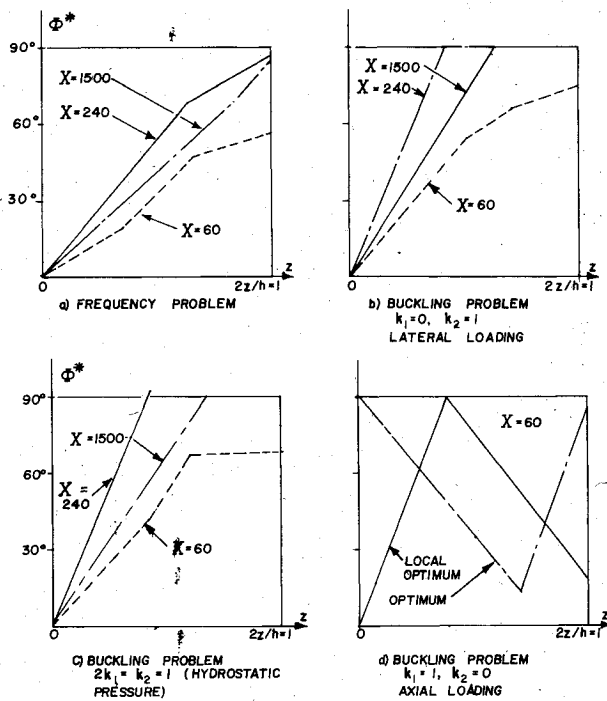 Φ*
90°
60°
30°
0
X=1500
X=240
X=60
z
2z/h=1
a) FREQUENCY PROBLEM
X=1500
X=240
X=60
0
z
2z/h=1
b) BUCKLING PROBLEM
k₁=0, k₂=1
LATERAL LOADING
Φ*
90°
60°
30°
0
X=1500
X=
240
X=60
z
2z/h=1
C) BUCKLING PROBLEM
2k₁=k₂=1 (HYDROSTATIC
PRESSURE)
X=60
LOCAL
OPTIMUM
OPTIMUM
0
z
2z/h=1
d) BUCKLING PROBLEM
k₁=1, k₂=0
AXIAL LOADING